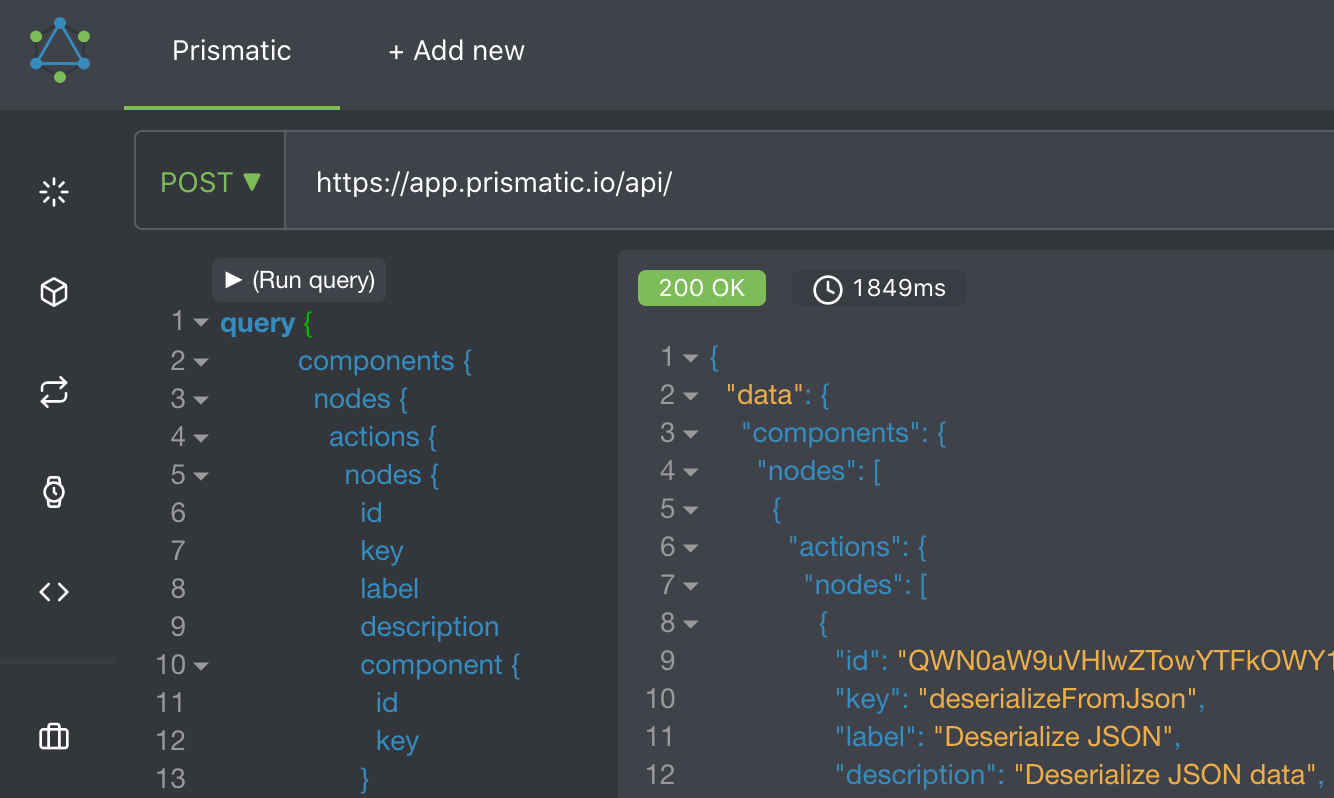 Prismatic + Add new
POST ▼ https://app.prismatic.io/api/
▶ (Run query)
1 query {
2 components {
3 nodes {
4 actions {
5 nodes {
6 id
7 key
8 label
9 description
10 component {
11 id
12 key
13 }
200 OK 1849ms
1 {
2 "data": {
3 "components": {
4 "nodes": [
5 {
6 "actions": {
7 "nodes": [
8 {
9 "id": "QWN0aW9uVHlwZTowYTFkOWY1
10 "key": "deserializeFromJson",
11 "label": "Deserialize JSON",
12 "description": "Deserialize JSON data",